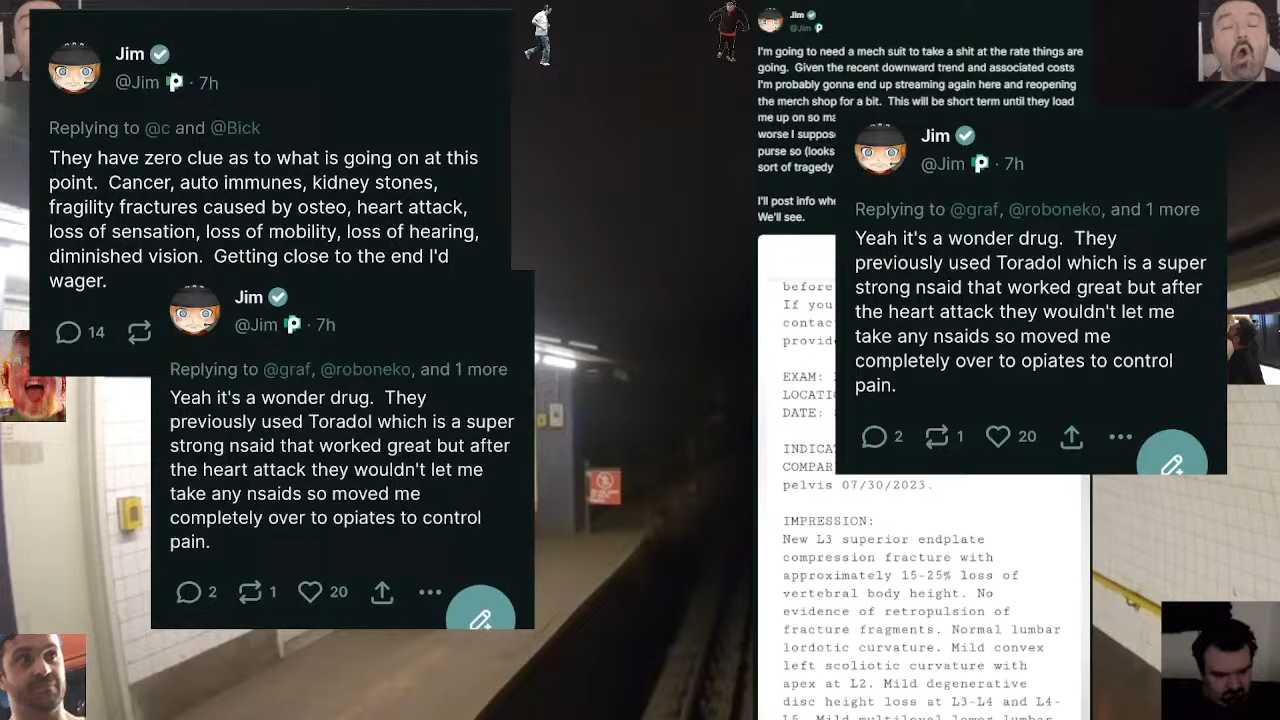 Jim
@Jim · 7h
Replying to @c and @Bick
They have zero clue as to what is going on at this
point. Cancer, auto immunes, kidney stones,
fragility fractures caused by osteo, heart attack,
loss of sensation, loss of mobility, loss of hearing,
diminished vision. Getting close to the end I'd
wager.
14
Jim
@Jim · 7h
Replying to @graf, @roboneko, and 1 more
Yeah it's a wonder drug. They
previously used Toradol which is a super
strong nsaid that worked great but after
the heart attack they wouldn't let me
take any nsaids so moved me
completely over to opiates to control
pain.
2 1 20
Jim
@Jim
I'm going to need a mech suit to take a shit at the rate things are
going. Given the recent downward trend and associated costs
I'm probably gonna end up streaming again here and reopening
the merch shop for a bit. This will be short term until they load
me up on so
worse I
purse so (looks
sort of tragedy
I'll post info
We'll see.
Jim
@Jim · 7h
Replying to @graf, @roboneko, and 1 more
Yeah it's a wonder drug. They
previously used Toradol which is a super
strong nsaid that worked great but after
the heart attack they wouldn't let me
take any nsaids so moved me
completely over to opiates to control
pain.
2 1 20
before
If you
EXAM:
DATE:
pelvis 07/30/2023.
IMPRESSION:
New L3 superior endplate
compression fracture with
approximately 15-25% loss of
vertebral body height. No
evidence of retropulsion of
fracture fragments. Normal lumbar
lordotic curvature. Mild convex
left scoliotic curvature with
apex at L2. Mild degenerative
disc height loss at L3-L4 and L4-
L5. Mild multilevel lower lumbar